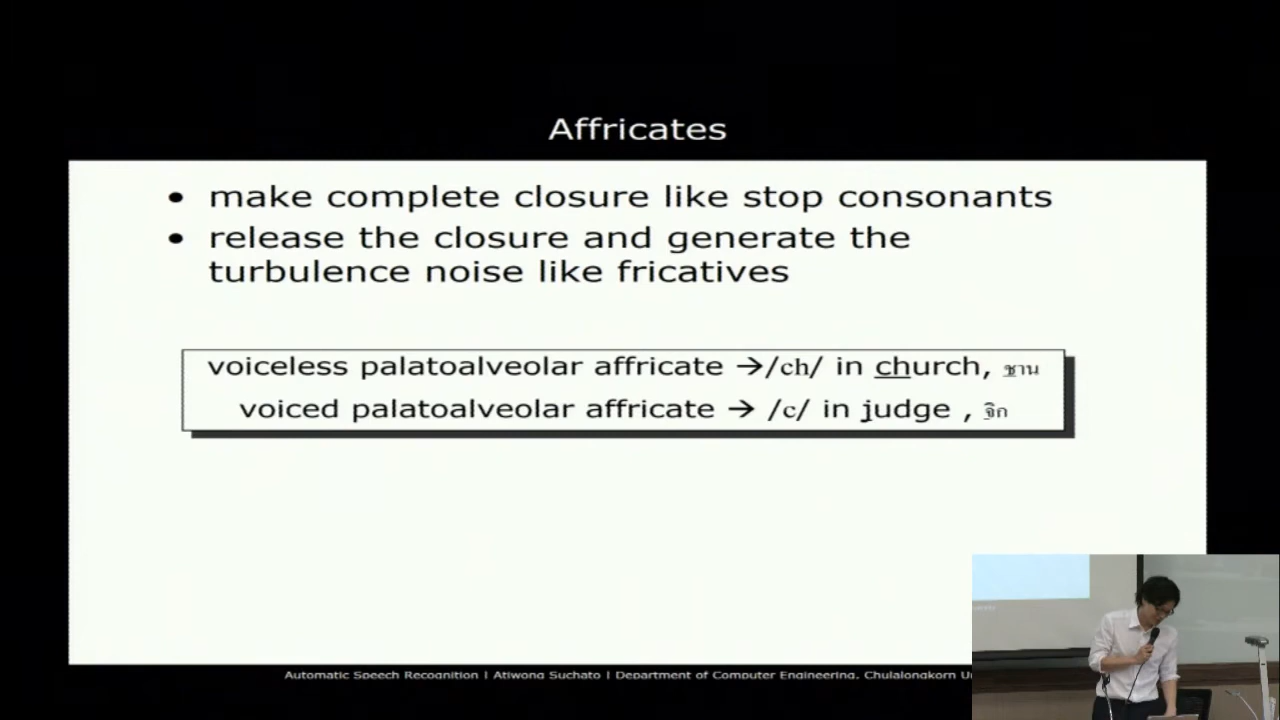 Affricates
• make complete closure like stop consonants
• release the closure and generate the
turbulence noise like fricatives
voiceless palatoalveolar affricate →/ch/ in church, ชาน
voiced palatoalveolar affricate → /c/ in judge , จิก
Automatic Speech Recognition | Atiwong Suchato | Department of Computer Engineering, Chulalongkorn